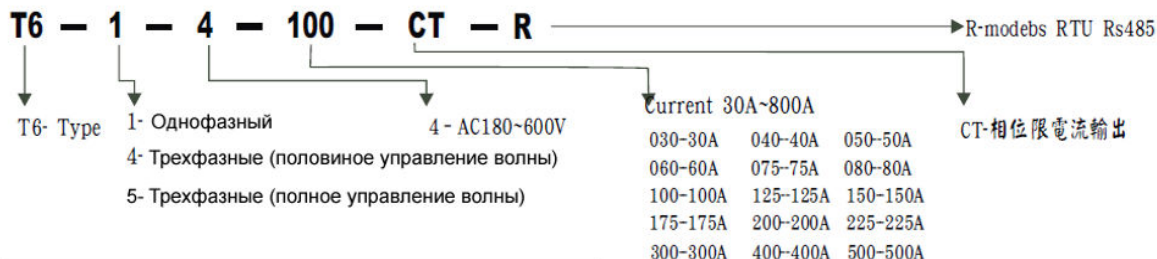 T6 — 1 — 4 — 100 — CT — R
R-modebs RTU Rs485
T6- Type
1- Однофазный
4- Трехфазные (половиное управление волны)
5- Трехфазные (полное управление волны)
4 - AC180~600V
Current 30A~800A
030-30A 040-40A 050-50A
060-60A 075-75A 080-80A
100-100A 125-125A 150-150A
175-175A 200-200A 225-225A
300-300A 400-400A 500-500A
CT-相位限電流輸出